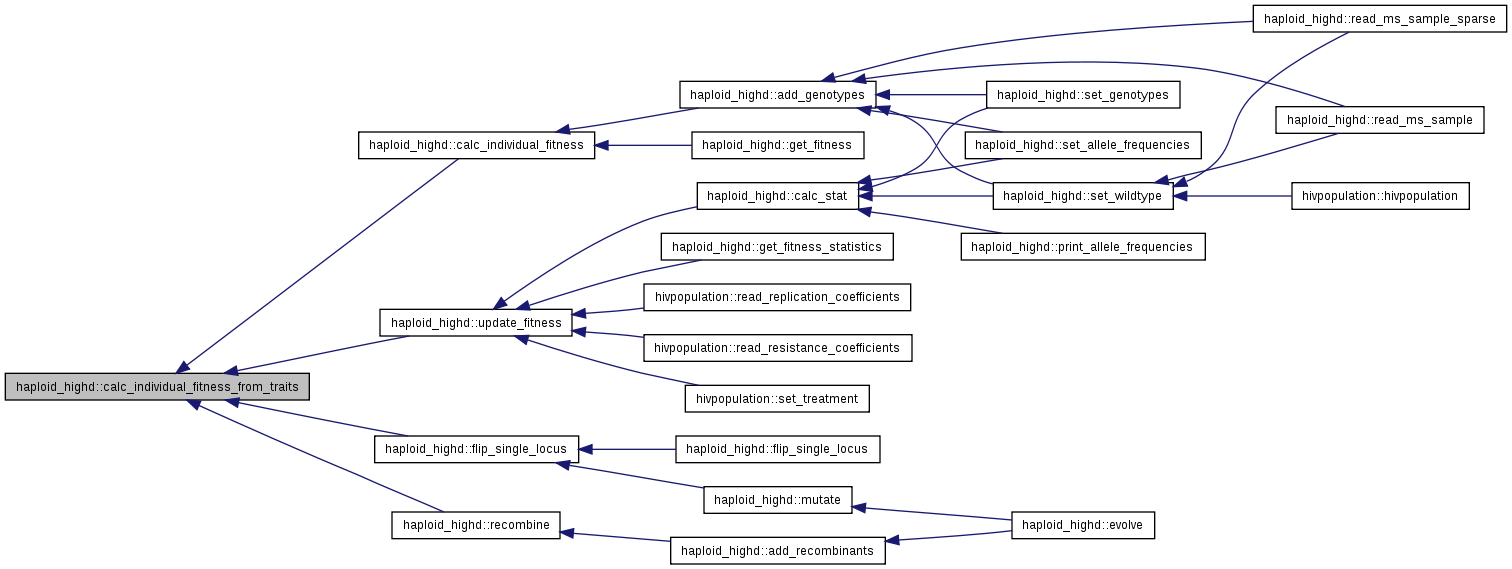 haploid_highd::read_ms_sample_sparse
haploid_highd::add_genotypes
haploid_highd::set_genotypes
haploid_highd::read_ms_sample
haploid_highd::calc_individual_fitness
haploid_highd::get_fitness
haploid_highd::set_allele_frequencies
haploid_highd::calc_stat
haploid_highd::set_wildtype
hivpopulation::hivpopulation
haploid_highd::get_fitness_statistics
haploid_highd::print_allele_frequencies
hivpopulation::read_replication_coefficients
haploid_highd::update_fitness
hivpopulation::read_resistance_coefficients
haploid_highd::calc_individual_fitness_from_traits
hivpopulation::set_treatment
haploid_highd::flip_single_locus
haploid_highd::flip_single_locus
haploid_highd::mutate
haploid_highd::recombine
haploid_highd::evolve
haploid_highd::add_recombinants